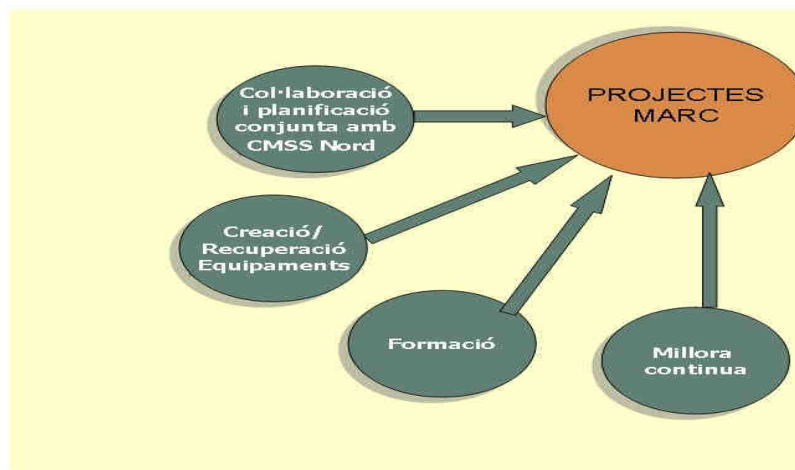 PROJECTES
MARC
Col·laboració
i planificació
conjunta amb
CMSS Nord
Creació/
Recuperació
Equipaments
Formació
Millora
continua